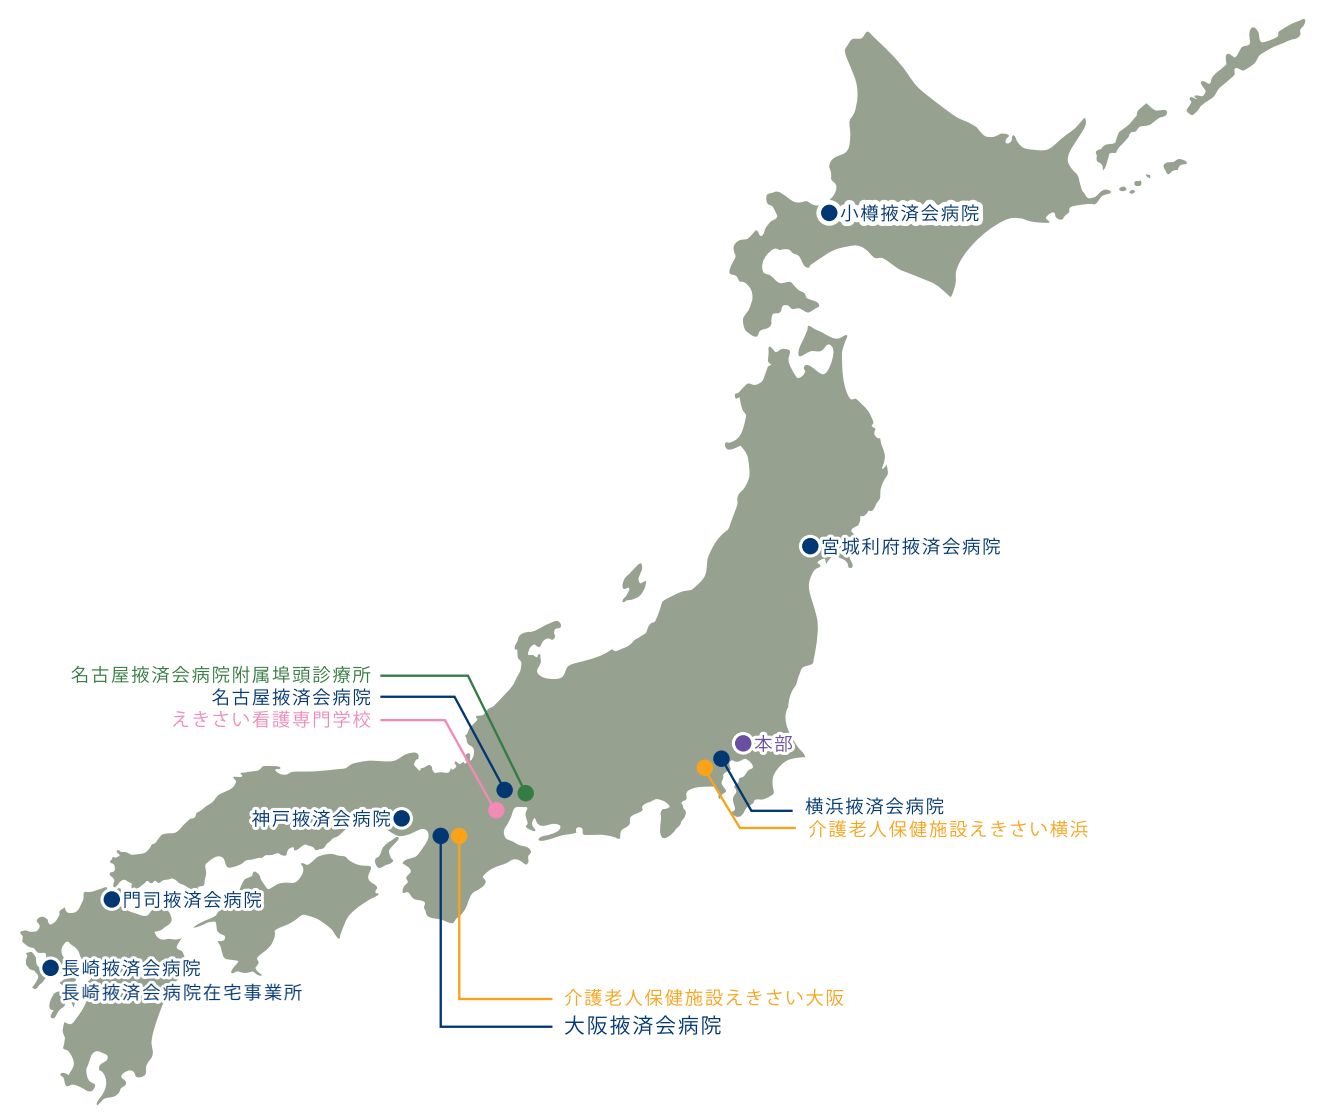 小樽掖済会病院
宮城利府掖済会病院
名古屋掖済会病院附属埠頭診療所
名古屋掖済会病院
えきさい看護専門学校
本部
横浜掖済会病院
介護老人保健施設えきさい横浜
神戸掖済会病院
門司掖済会病院
長崎掖済会病院
長崎掖済会病院在宅事業所
介護老人保健施設えきさい大阪
大阪掖済会病院